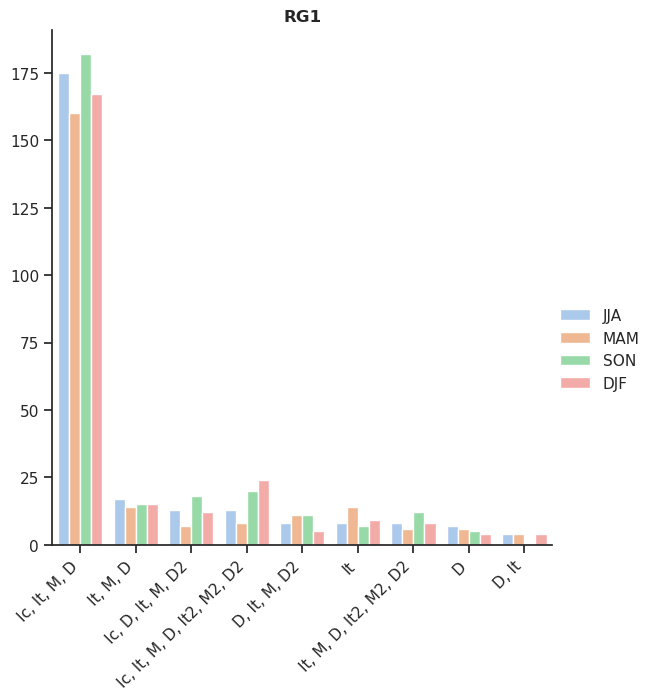 RG1
175
150
125
100
75
50
25
0
Ic, It, M, D
It, M, D
Ic, D, It, M, D2
Ic, It, M, D, It2, M2, D2
D, It, M, D2
It
It, M, D, It2, M2, D2
D
D, It
JJA
MAM
SON
DJF